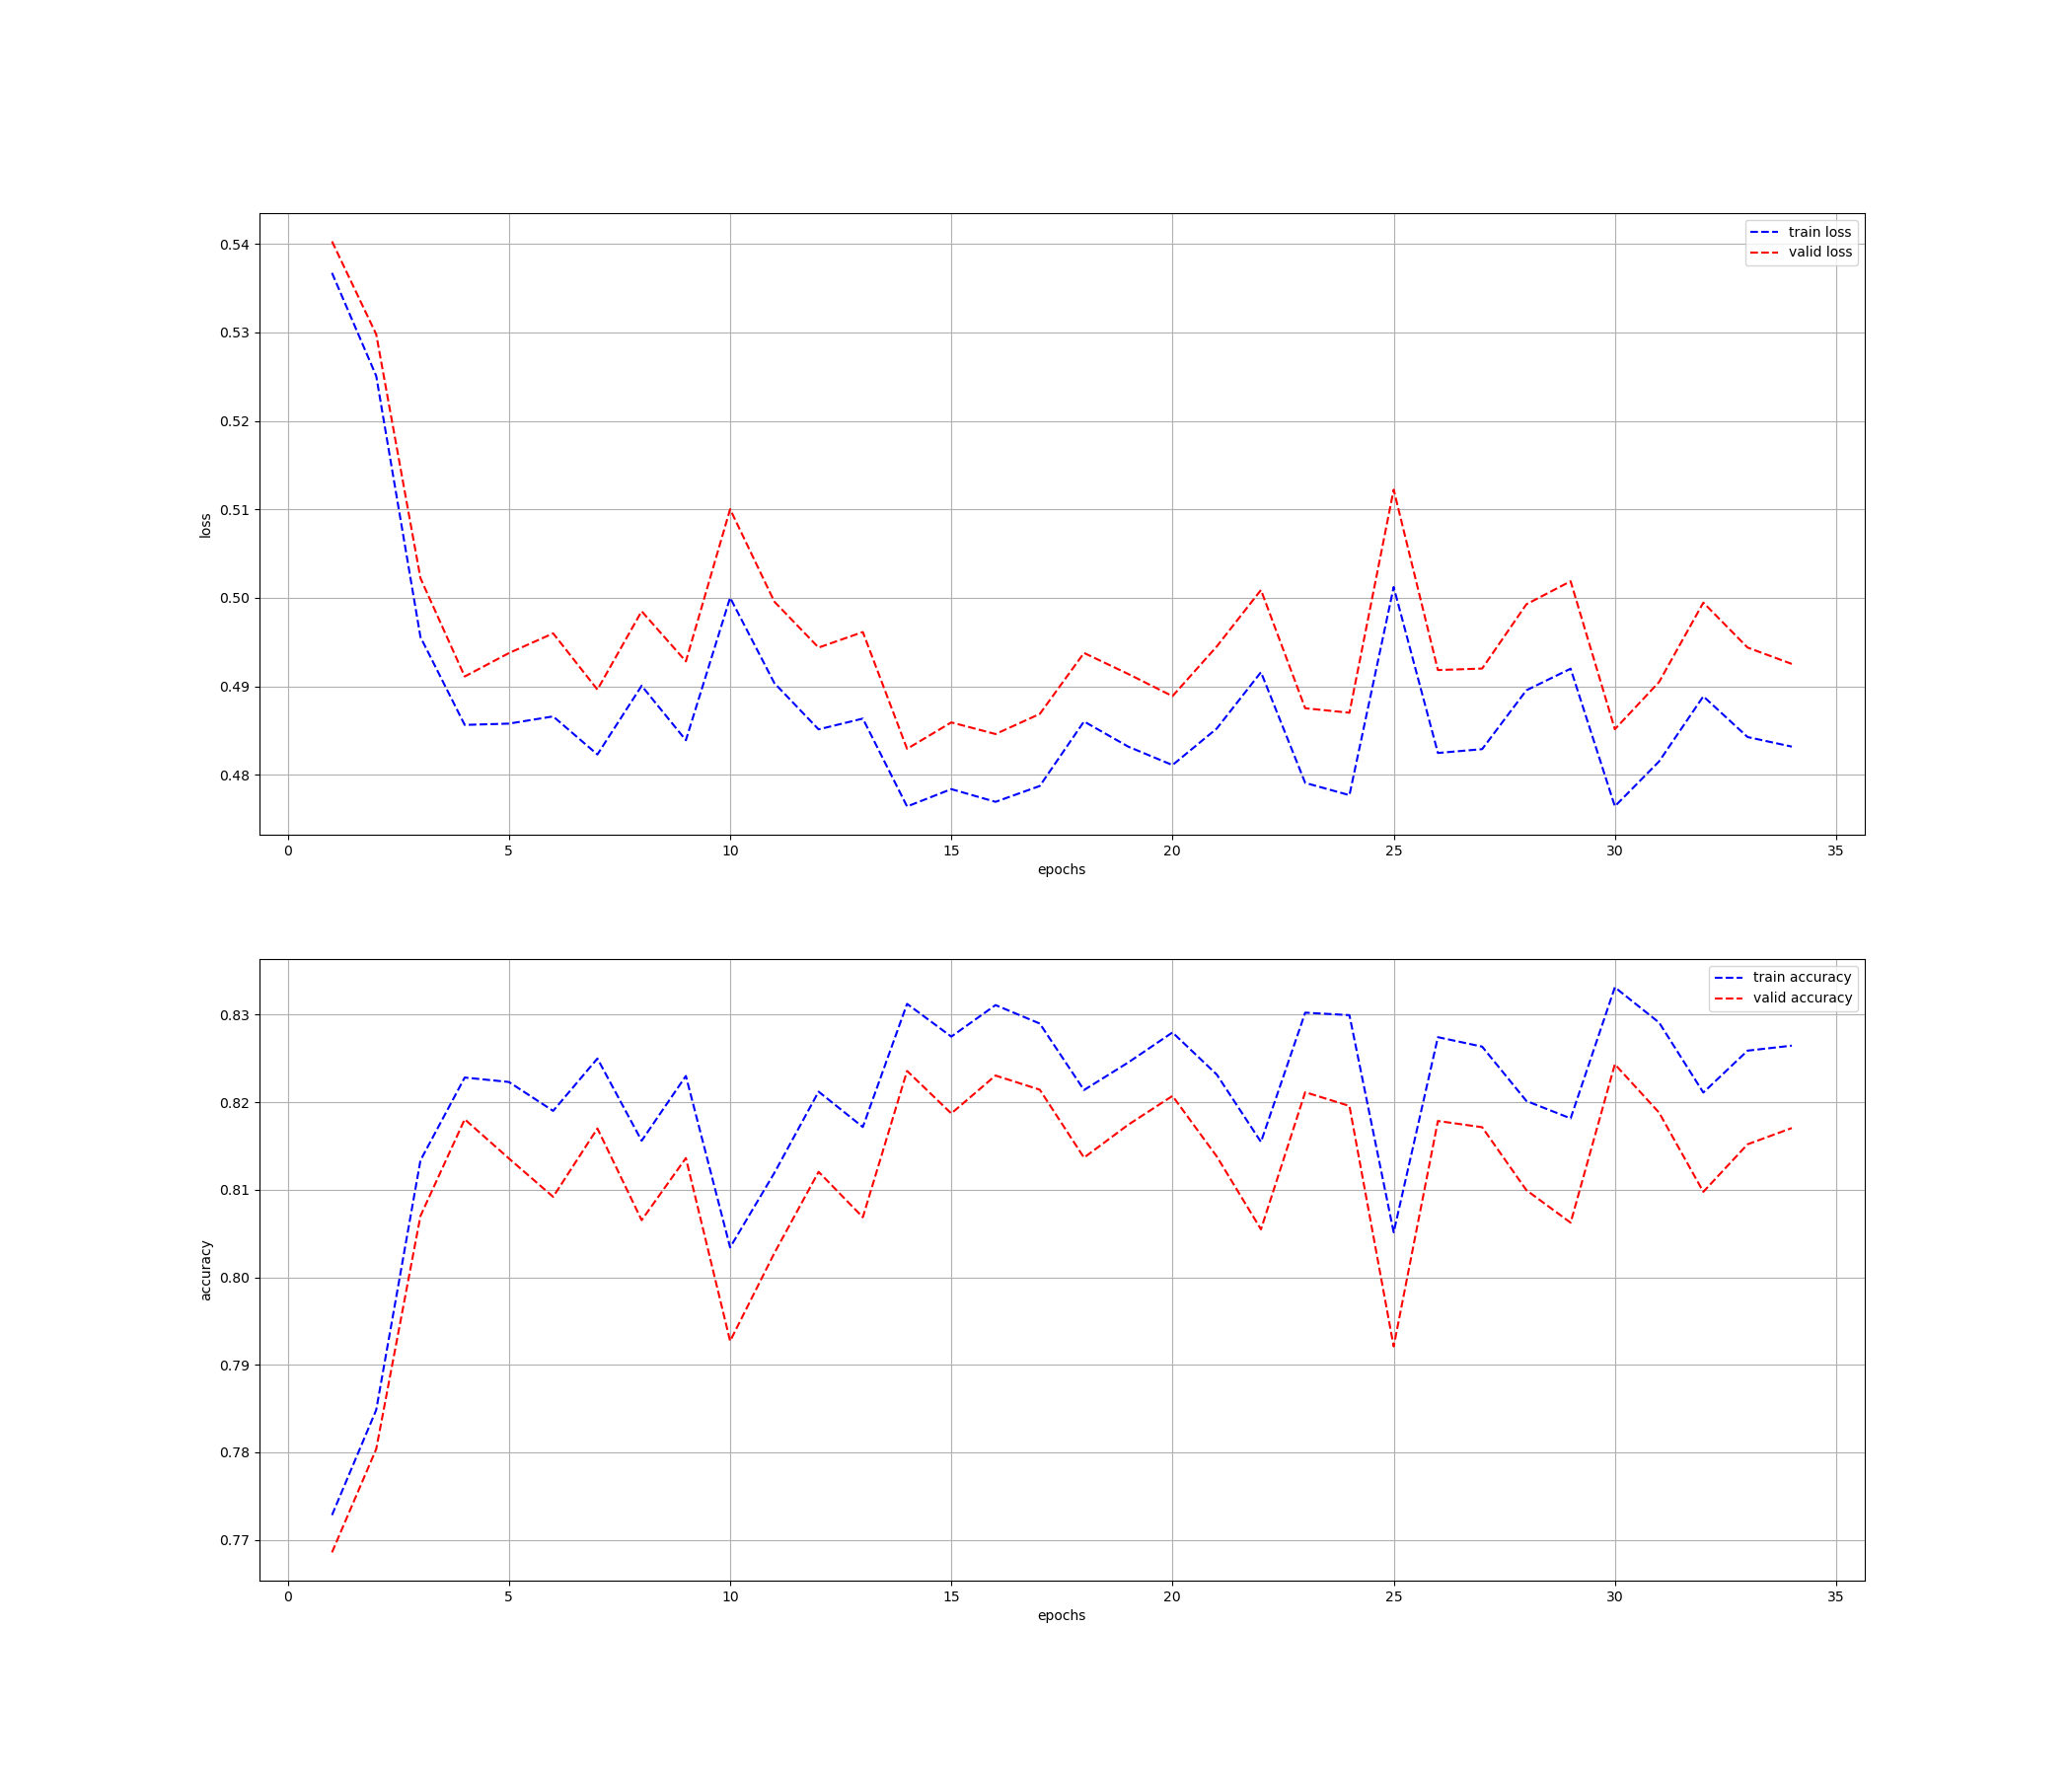 train loss
valid loss
0.54
0.53
0.52
0.51
0.50
0.49
0.48
loss
0 5 10 15 20 25 30 35
epochs
train accuracy
valid accuracy
0.83
0.82
0.81
0.80
0.79
0.78
0.77
accuracy
0 5 10 15 20 25 30 35
epochs